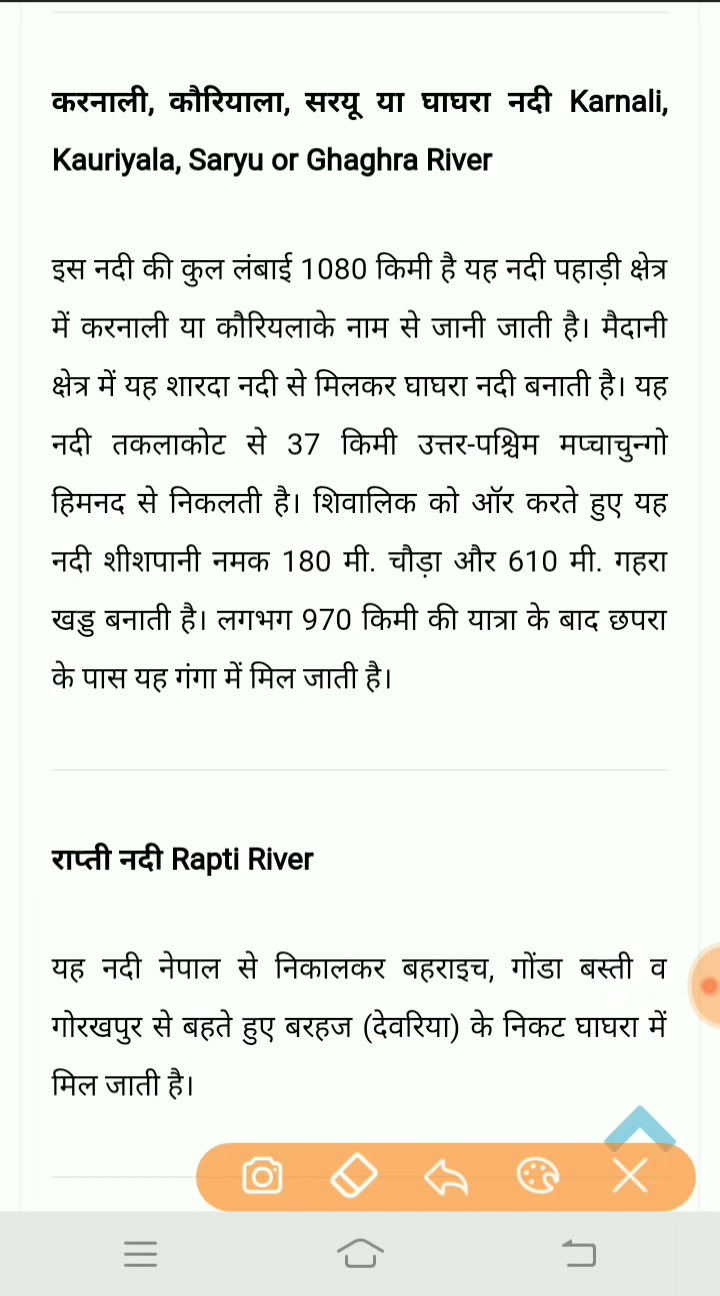 करनाली, कौरियाला, सरयू या घाघरा नदी Karnali,
Kauriyala, Saryu or Ghaghra River
इस नदी की कुल लंबाई 1080 किमी है यह नदी पहाड़ी क्षेत्र
में करनाली या कौरियलाके नाम से जानी जाती है। मैदानी
क्षेत्र में यह शारदा नदी से मिलकर घाघरा नदी बनाती है। यह
नदी तकलाकोट से 37 किमी उत्तर-पश्चिम मप्चाचुन्गो
हिमनद से निकलती है। शिवालिक को ऑर करते हुए यह
नदी शीशपानी नमक 180 मी. चौड़ा और 610 मी. गहरा
खड्ड बनाती है। लगभग 970 किमी की यात्रा के बाद छपरा
के पास यह गंगा में मिल जाती है।
राप्ती नदी Rapti River
यह नदी नेपाल से निकालकर बहराइच, गोंडा बस्ती व
गोरखपुर से बहते हुए बरहज (देवरिया) के निकट घाघरा में
मिल जाती है।